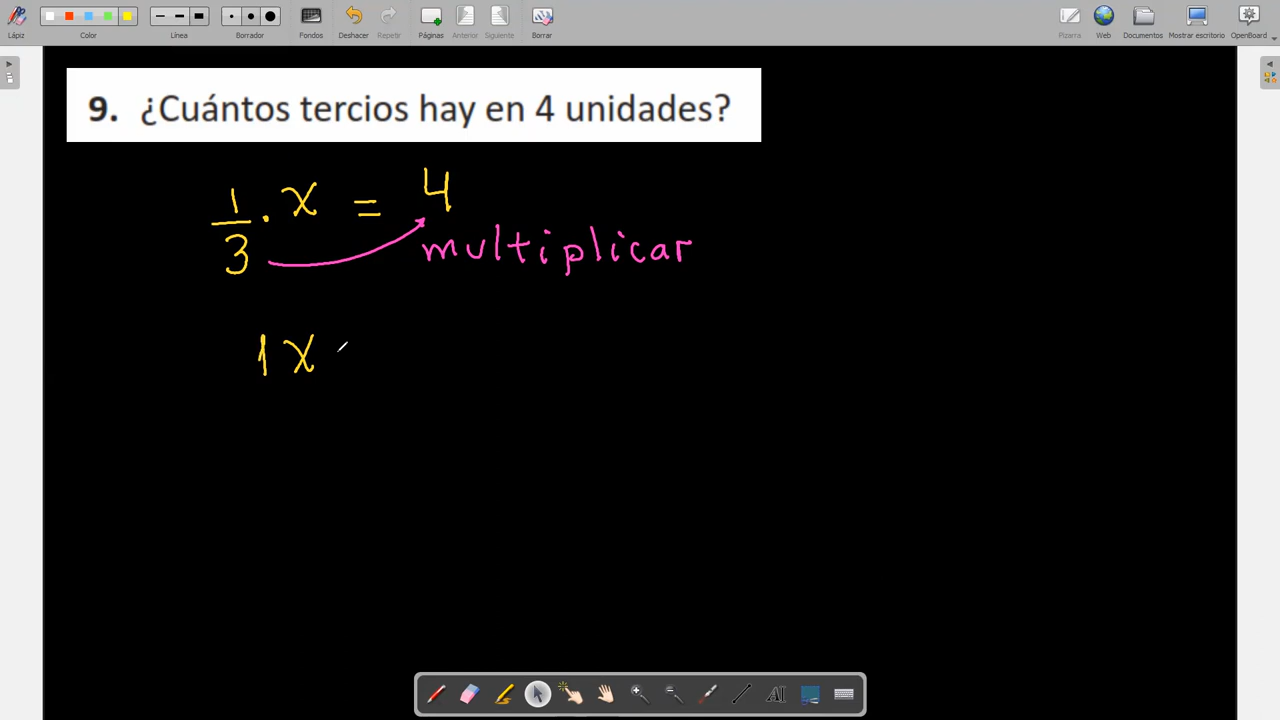 Lápiz Color Línea Borrador Fondos Deshacer Repetir Páginas Anterior Siguiente Borrar Pizarra Web Documentos Mostrar escritorio OpenBoard
9. ¿Cuántos tercios hay en 4 unidades?
1/3 · x = 4
multiplicar
1x
AI